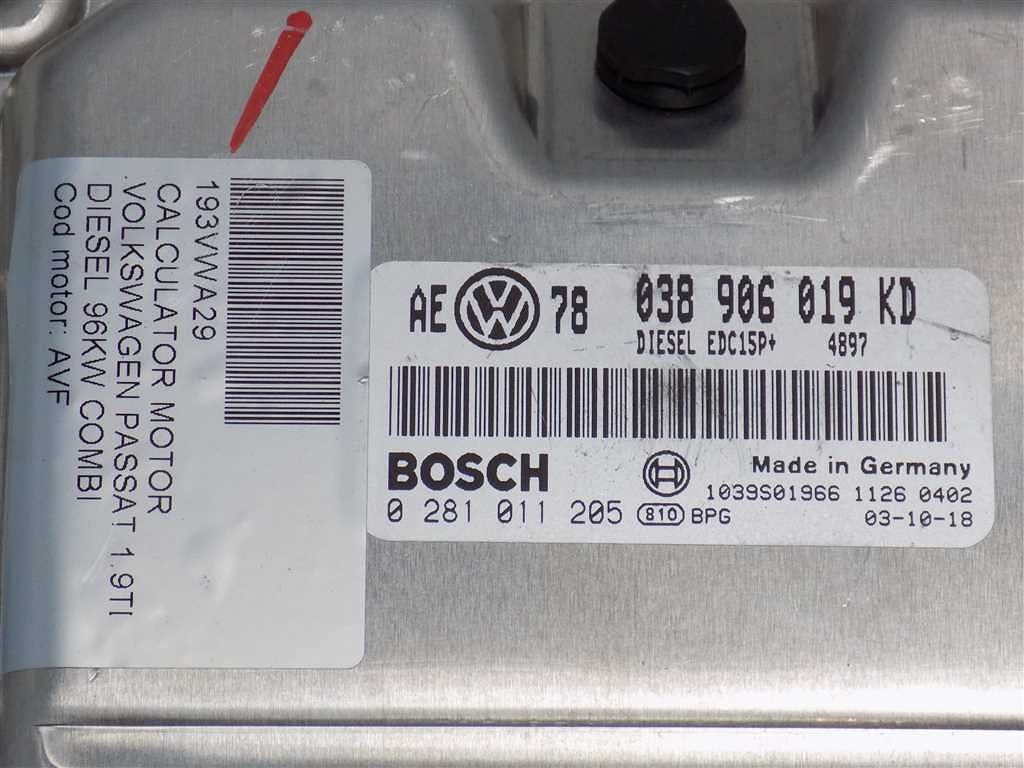 193VWA29
CALCULATOR MOTOR
.VOLKSWAGEN PASSAT 1.9TI
DIESEL 96KW COMBI
Cod motor: AVF
AE VW 78 038 906 019 KD
DIESEL EDC15P+ 4897
BOSCH
Made in Germany
1039S01966 1126 0402
0 281 011 205 810 BPG 03-10-18